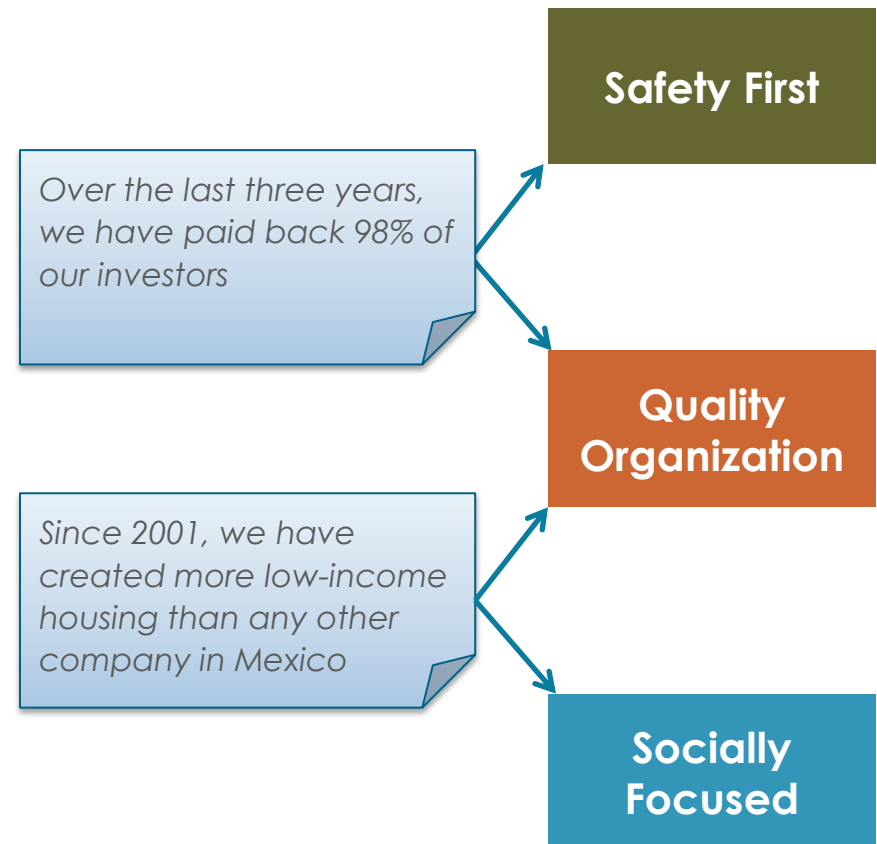 Safety First
Over the last three years,
we have paid back 98% of
our investors
Quality
Organization
Since 2001, we have
created more low-income
housing than any other
company in Mexico
Socially
Focused